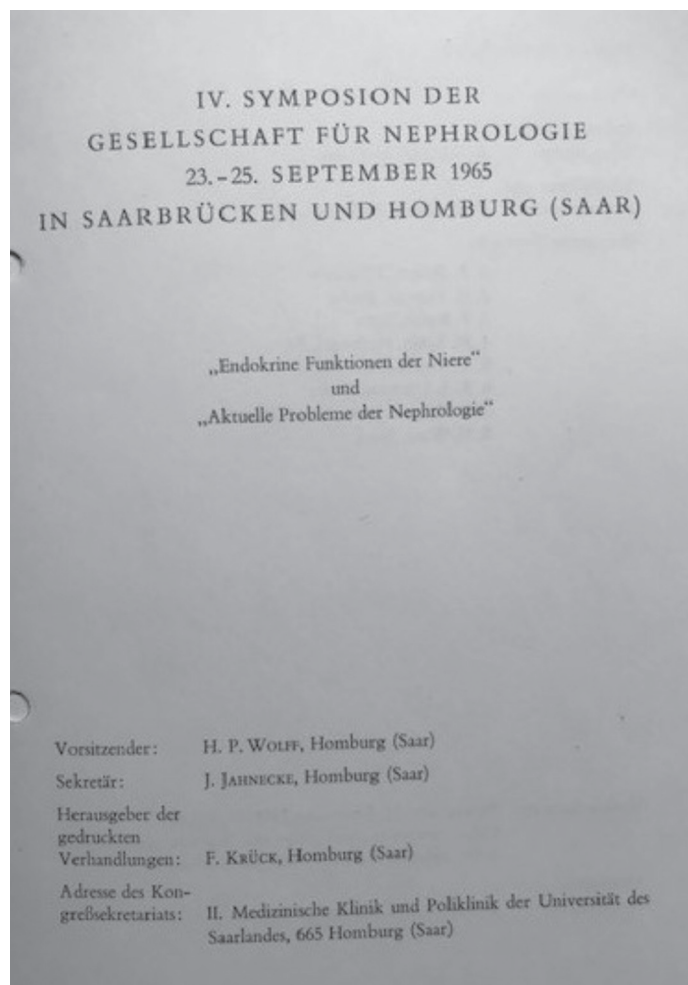 IV. SYMPOSION DER
GESELLSCHAFT FÜR NEPHROLOGIE
23.-25. SEPTEMBER 1965
IN SAARBRÜCKEN UND HOMBURG (SAAR)
„Endokrine Funktionen der Niere“
und
„Aktuelle Probleme der Nephrologie“
Vorsitzender: H. P. WOLFF, Homburg (Saar)
Sekretär: J. JAHNECKE, Homburg (Saar)
Herausgeber der
gedruckten
Verhandlungen: F. KRÜCK, Homburg (Saar)
Adresse des Kon-
greßsekretariats: II. Medizinische Klinik und Poliklinik der Universität des
Saarlandes, 665 Homburg (Saar)